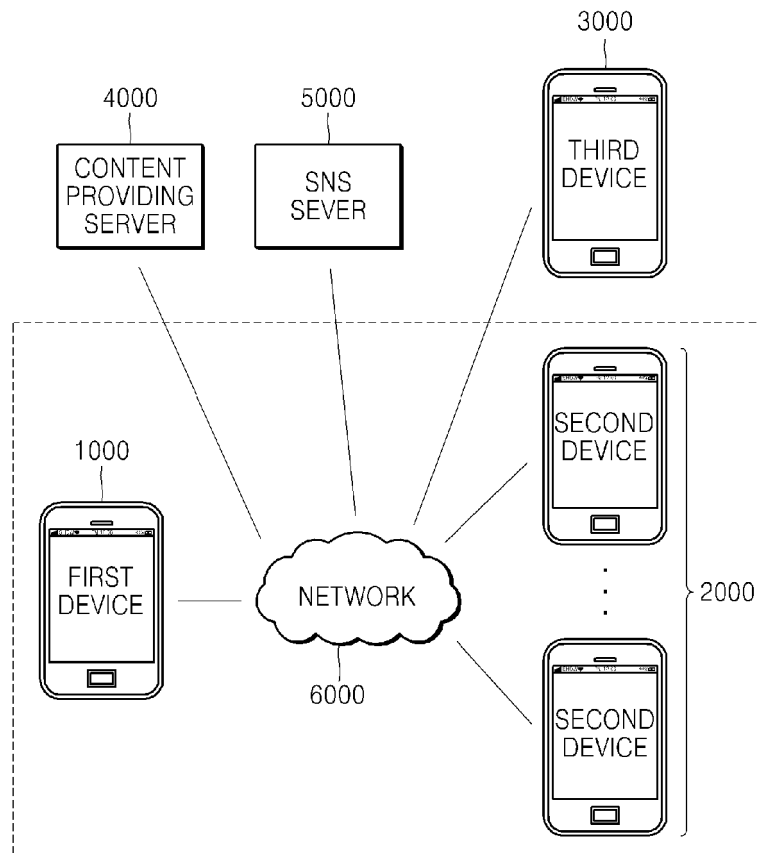 3000
4000
5000
CONTENT
PROVIDING
SERVER
SNS
SEVER
THIRD
DEVICE
1000
SECOND
DEVICE
FIRST
DEVICE
NETWORK
2000
6000
SECOND
DEVICE